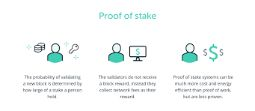 Proof of stake
The probability of validating
a new block is determined by
how large of a stake a person
held.
The validators do not receive
a block reward, instead they
collect network fees as their
reward.
Proof of stake systems can be
much more cost and energy
efficient than proof of work,
but are less proven.